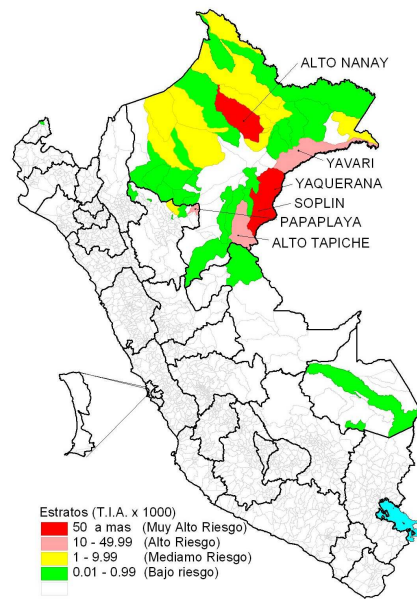 ALTO NANAY
YAVARI
YAQUERANA
SOPLIN
PAPAPLAYA
ALTO TAPICHE
Estratos (T.I.A. x 1000)
50 a mas (Muy Alto Riesgo)
10 - 49.99 (Alto Riesgo)
1 - 9.99 (Mediamo Riesgo)
0.01 - 0.99 (Bajo riesgo)